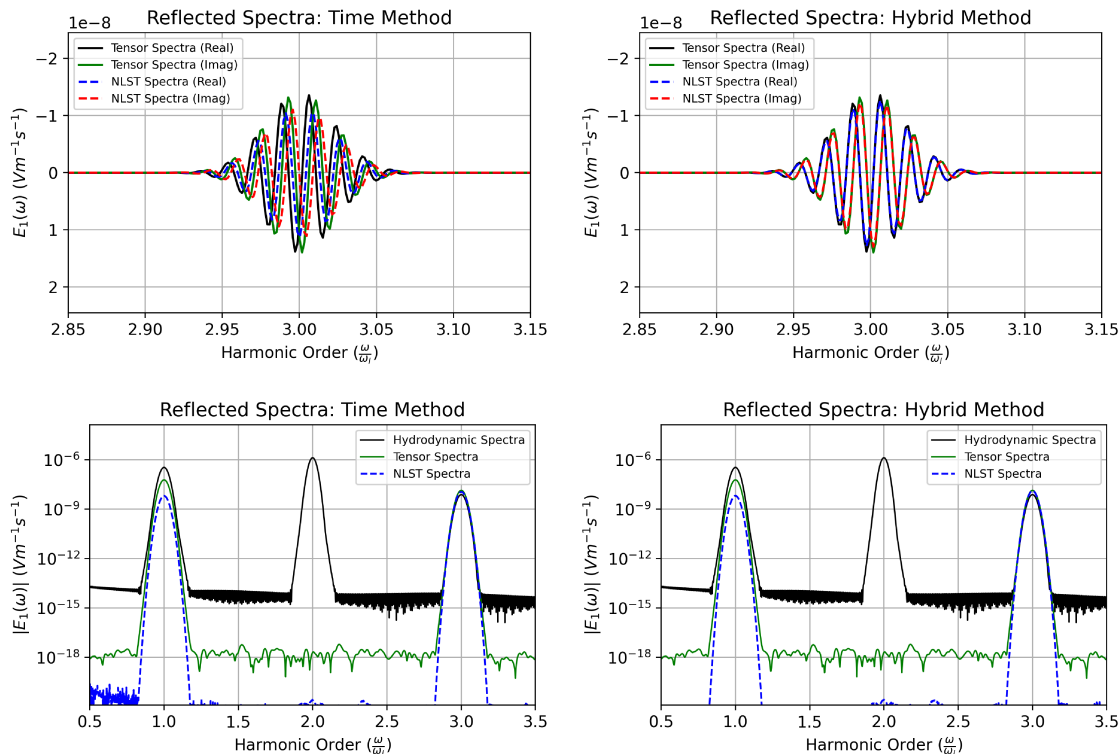 Reflected Spectra: Time Method
1e−8
Tensor Spectra (Real)
Tensor Spectra (Imag)
NLST Spectra (Real)
NLST Spectra (Imag)
−2
−1
0
1
2
E₁(ω) (Vm⁻¹s⁻¹)
2.85 2.90 2.95 3.00 3.05 3.10 3.15
Harmonic Order (ω/ωₗ)
Reflected Spectra: Hybrid Method
1e−8
Tensor Spectra (Real)
Tensor Spectra (Imag)
NLST Spectra (Real)
NLST Spectra (Imag)
−2
−1
0
1
2
E₁(ω) (Vm⁻¹s⁻¹)
2.85 2.90 2.95 3.00 3.05 3.10 3.15
Harmonic Order (ω/ωₗ)
Reflected Spectra: Time Method
Hydrodynamic Spectra
Tensor Spectra
NLST Spectra
10⁻⁶
10⁻⁹
10⁻¹²
10⁻¹⁵
10⁻¹⁸
|E₁(ω)| (Vm⁻¹s⁻¹)
0.5 1.0 1.5 2.0 2.5 3.0 3.5
Harmonic Order (ω/ωₗ)
Reflected Spectra: Hybrid Method
Hydrodynamic Spectra
Tensor Spectra
NLST Spectra
10⁻⁶
10⁻⁹
10⁻¹²
10⁻¹⁵
10⁻¹⁸
|E₁(ω)| (Vm⁻¹s⁻¹)
0.5 1.0 1.5 2.0 2.5 3.0 3.5
Harmonic Order (ω/ωₗ)